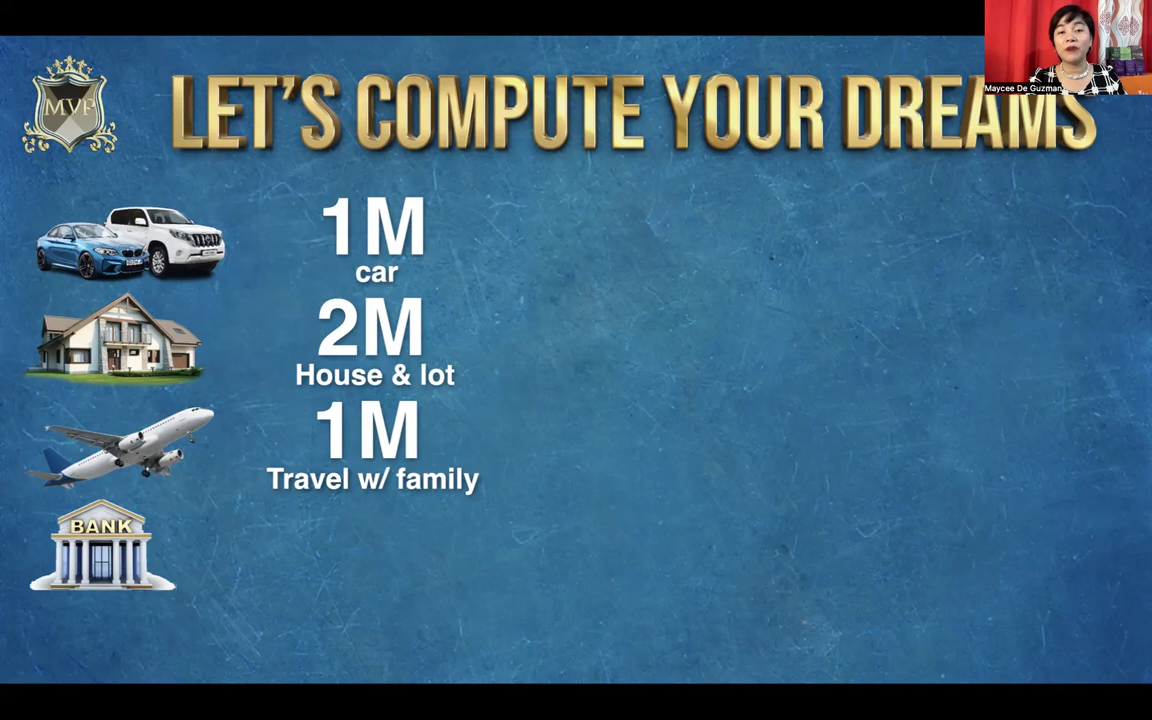 MVP
LET'S COMPUTE YOUR DREAMS
Maycee De Guzman
1M
car
2M
House & lot
1M
Travel w/ family
BANK